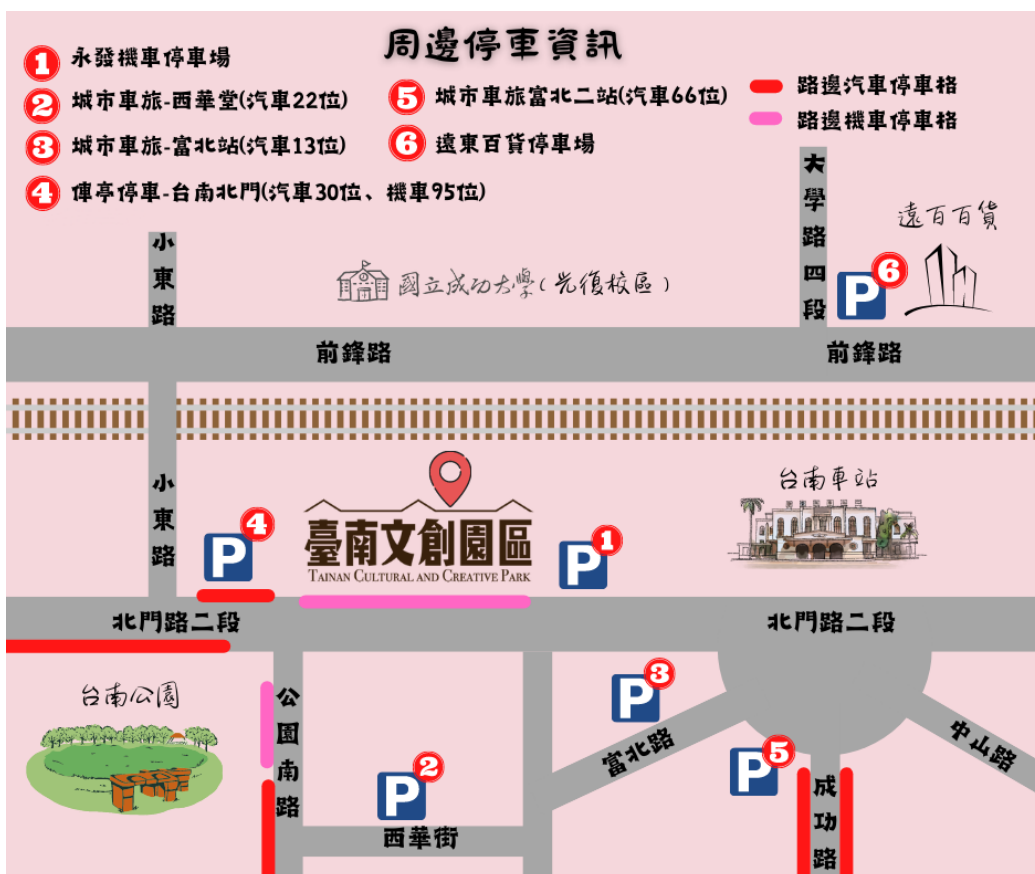 周邊停車資訊
1 永發機車停車場
2 城市車旅-西華堂(汽車22位)
3 城市車旅-富北站(汽車13位)
4 俥亭停車-台南北門(汽車30位、機車95位)
5 城市車旅富北二站(汽車66位)
6 遠東百貨停車場
路邊汽車停車格
路邊機車停車格
小東路
國立成功大學(光復校區)
大學路四段
P 6
遠百百貨
前鋒路
前鋒路
小東路
P 4
臺南文創園區
TAINAN CULTURAL AND CREATIVE PARK
P 1
台南車站
北門路二段
北門路二段
台南公園
公園南路
P 2
西華街
P 3
富北路
P 5
成功路
中山路